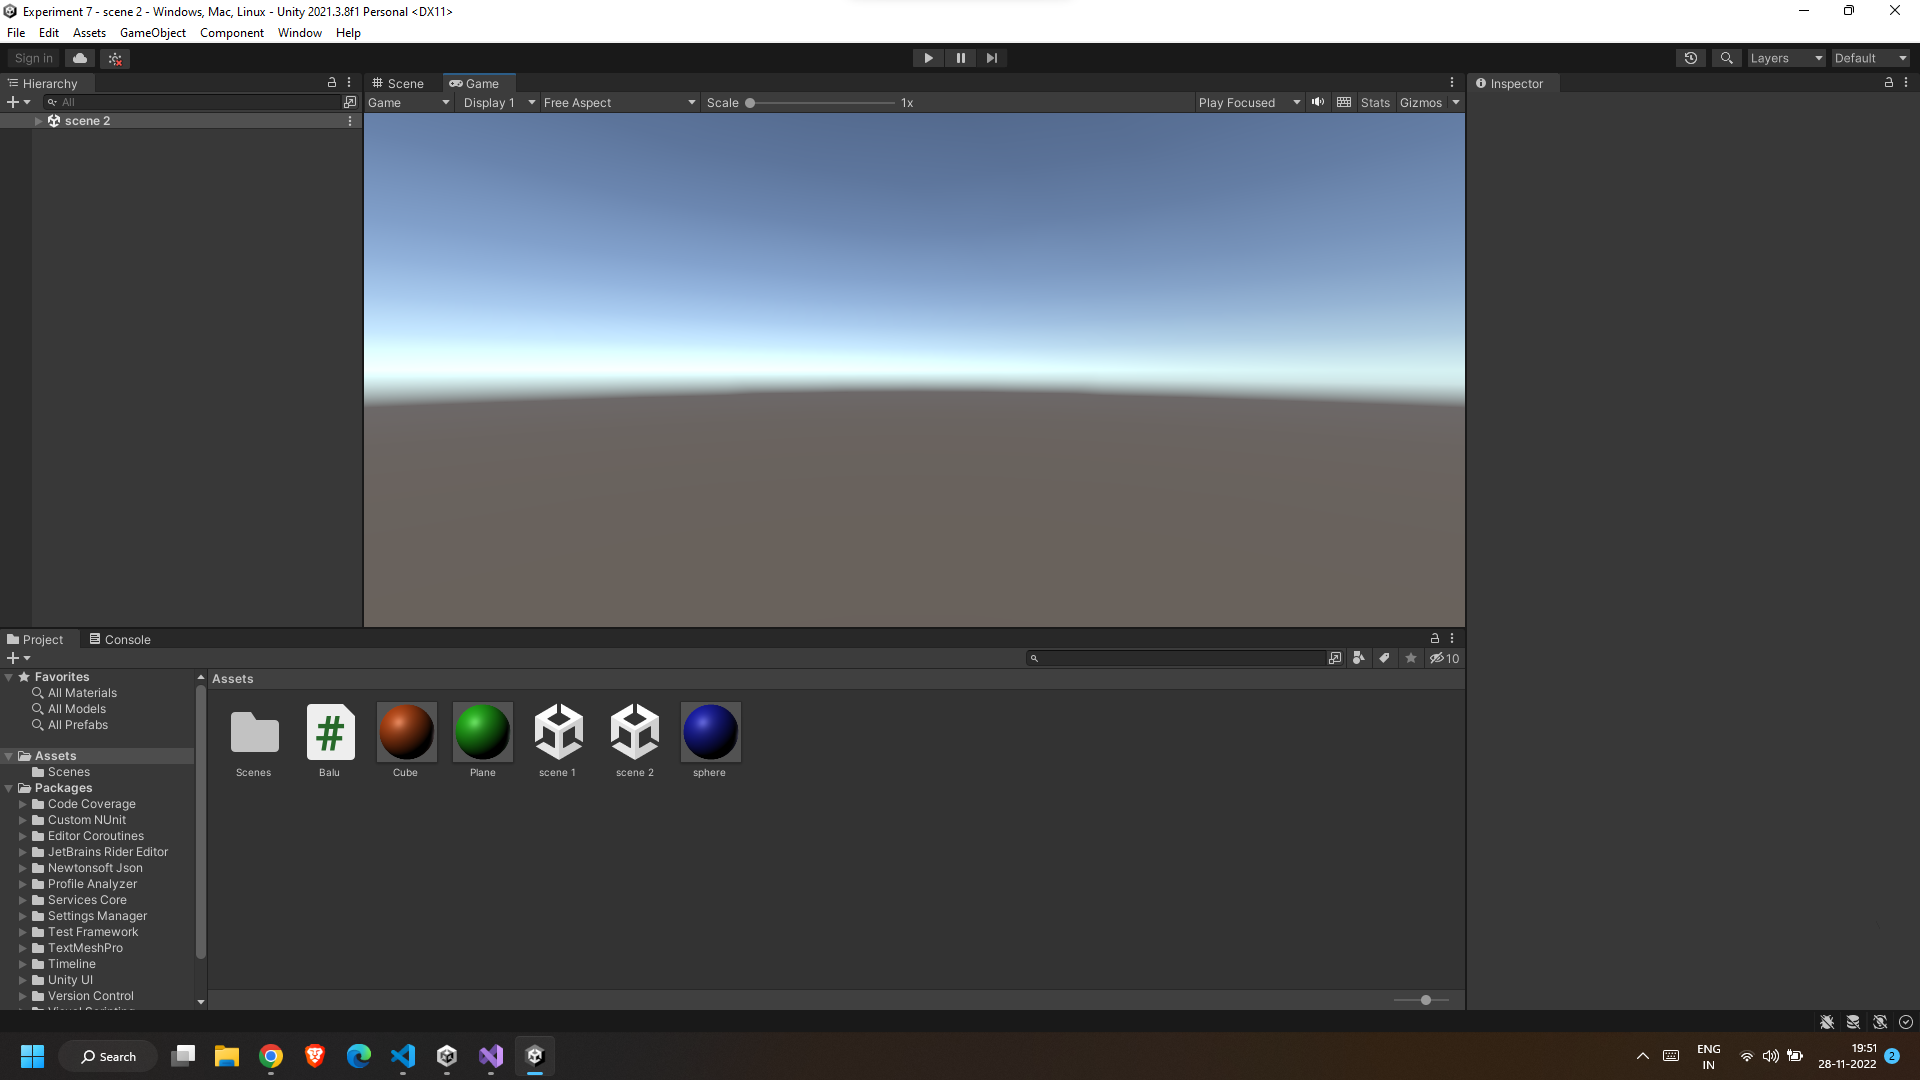 Experiment 7 - scene 2 - Windows, Mac, Linux - Unity 2021.3.8f1 Personal <DX11>
File Edit Assets GameObject Component Window Help
Sign in
Layers Default
Hierarchy
All
scene 2
Scene Game
Game Display 1 Free Aspect Scale 1x Play Focused Stats Gizmos
Inspector
Project Console
10
Favorites
All Materials
All Models
All Prefabs
Assets
Scenes
Packages
Code Coverage
Custom NUnit
Editor Coroutines
JetBrains Rider Editor
Newtonsoft Json
Profile Analyzer
Services Core
Settings Manager
Test Framework
TextMeshPro
Timeline
Unity UI
Version Control
Assets
#
Scenes Balu Cube Plane scene 1 scene 2 sphere
Search
ENG
IN
19:51
28-11-2022
2